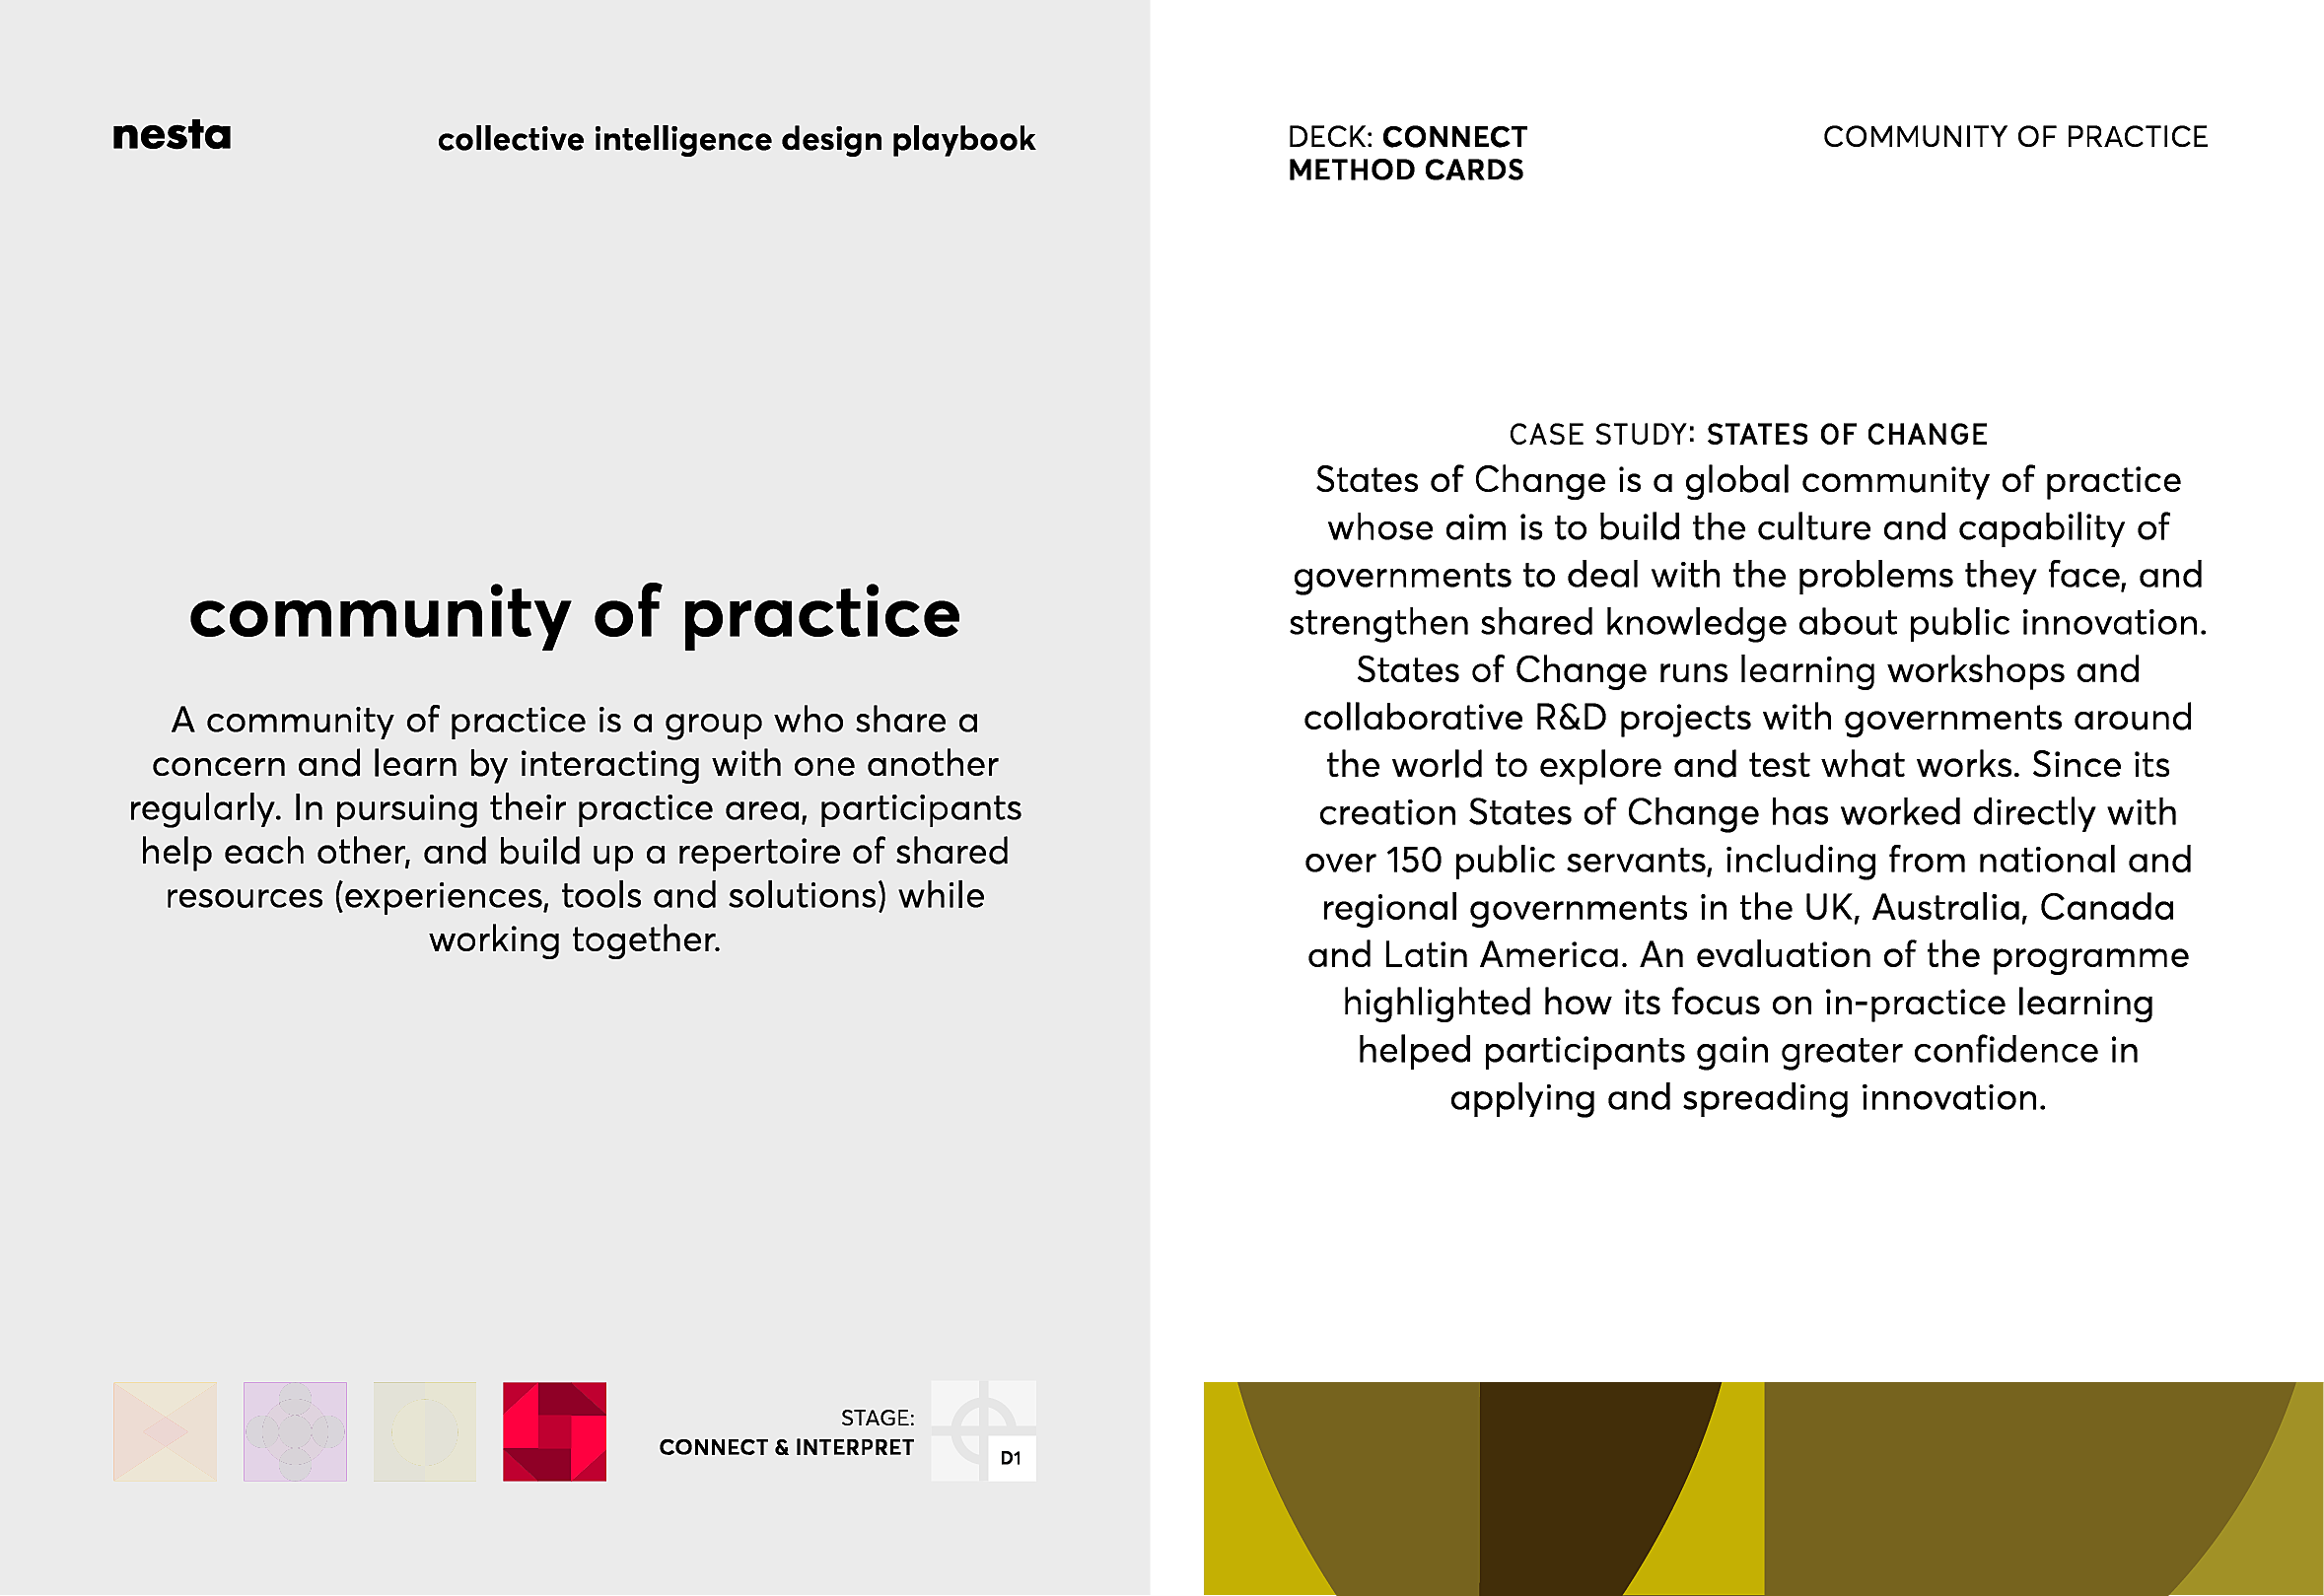 nesta
collective intelligence design playbook
community of practice
A community of practice is a group who share a
concern and learn by interacting with one another
regularly. In pursuing their practice area, participants
help each other, and build up a repertoire of shared
resources (experiences, tools and solutions) while
working together.
STAGE:
CONNECT & INTERPRET
D1
DECK: CONNECT
METHOD CARDS
COMMUNITY OF PRACTICE
CASE STUDY: STATES OF CHANGE
States of Change is a global community of practice
whose aim is to build the culture and capability of
governments to deal with the problems they face, and
strengthen shared knowledge about public innovation.
States of Change runs learning workshops and
collaborative R&D projects with governments around
the world to explore and test what works. Since its
creation States of Change has worked directly with
over 150 public servants, including from national and
regional governments in the UK, Australia, Canada
and Latin America. An evaluation of the programme
highlighted how its focus on in-practice learning
helped participants gain greater confidence in
applying and spreading innovation.